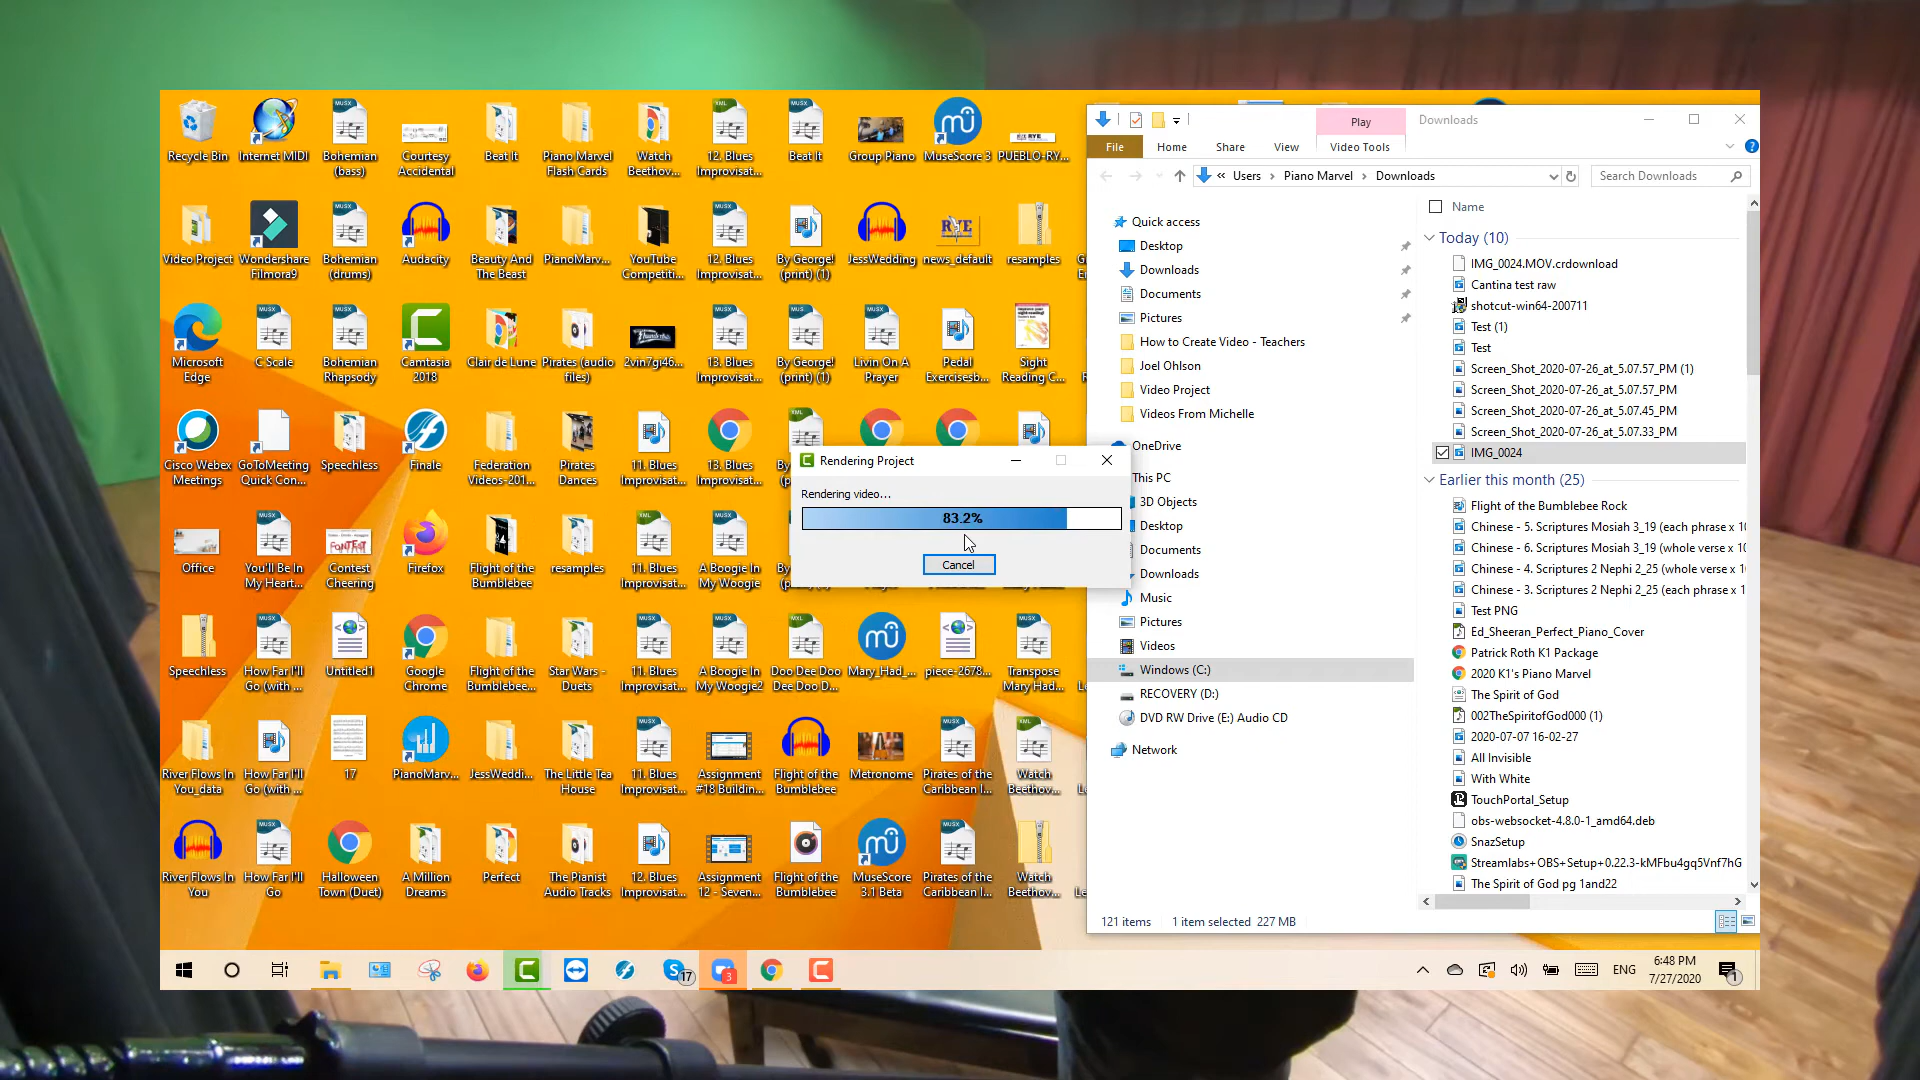 Recycle Bin
Internet MIDI
Bohemian (bass)
Courtesy Accidental
Beat It
Piano Marvel Flash Cards
Watch Beethov...
12. Blues Improvisat...
Beat It
Group Piano
MuseScore 3
PUEBLO-RY...
Video Project
Wondershare Filmora9
Bohemian (drums)
Audacity
Beauty And The Beast
PianoMarv...
YouTube Competiti...
12. Blues Improvisat...
By George! (print) (1)
JessWedding
news_default
resamples
Microsoft Edge
C Scale
Bohemian Rhapsody
Camtasia 2018
Clair de Lune
Pirates (audio files)
2vin7gi46...
13. Blues Improvisat...
By George! (print) (1)
Livin On A Prayer
Pedal Exercisesb...
Sight Reading C...
Cisco Webex Meetings
GoToMeeting Quick Con...
Speechless
Finale
Federation Videos-201...
Pirates Dances
11. Blues Improvisat...
13. Blues Improvisat...
Office
You'll Be In My Heart...
Contest Cheering
Firefox
Flight of the Bumblebee
resamples
11. Blues Improvisat...
A Boogie In My Woogie
Speechless
How Far I'll Go (with ...
Untitled1
Google Chrome
Flight of the Bumblebee...
Star Wars - Duets
11. Blues Improvisat...
A Boogie In My Woogie2
Doo Dee Doo Dee Doo D...
Mary_Had_...
piece-2678...
Transpose Mary Had...
River Flows In You_data
How Far I'll Go (with ...
17
PianoMarv...
JessWeddi...
The Little Tea House
11. Blues Improvisat...
Assignment #18 Buildin...
Flight of the Bumblebee
Metronome
Pirates of the Caribbean I...
Watch Beethov...
River Flows In You
How Far I'll Go
Halloween Town (Duet)
A Million Dreams
Perfect
The Pianist Audio Tracks
12. Blues Improvisat...
Assignment 12 - Seven...
Flight of the Bumblebee
MuseScore 3.1 Beta
Pirates of the Caribbean I...
Watch Beethov...
Rendering Project
Rendering video...
83.2%
Cancel
Play
Downloads
File
Home
Share
View
Video Tools
« Users > Piano Marvel > Downloads
Search Downloads
Quick access
Desktop
Downloads
Documents
Pictures
How to Create Video - Teachers
Joel Ohlson
Video Project
Videos From Michelle
OneDrive
This PC
3D Objects
Desktop
Documents
Downloads
Music
Pictures
Videos
Windows (C:)
RECOVERY (D:)
DVD RW Drive (E:) Audio CD
Network
Name
Today (10)
IMG_0024.MOV.crdownload
Cantina test raw
shotcut-win64-200711
Test (1)
Test
Screen_Shot_2020-07-26_at_5.07.57_PM (1)
Screen_Shot_2020-07-26_at_5.07.57_PM
Screen_Shot_2020-07-26_at_5.07.45_PM
Screen_Shot_2020-07-26_at_5.07.33_PM
IMG_0024
Earlier this month (25)
Flight of the Bumblebee Rock
Chinese - 5. Scriptures Mosiah 3_19 (each phrase x 10
Chinese - 6. Scriptures Mosiah 3_19 (whole verse x 10
Chinese - 4. Scriptures 2 Nephi 2_25 (whole verse x 1
Chinese - 3. Scriptures 2 Nephi 2_25 (each phrase x 1
Test PNG
Ed_Sheeran_Perfect_Piano_Cover
Patrick Roth K1 Package
2020 K1's Piano Marvel
The Spirit of God
002TheSpiritofGod000 (1)
2020-07-07 16-02-27
All Invisible
With White
TouchPortal_Setup
obs-websocket-4.8.0-1_amd64.deb
SnazSetup
Streamlabs+OBS+Setup+0.22.3-kMFbu4gq5Vnf7hG
The Spirit of God pg 1and22
121 items
1 item selected 227 MB
17
3
ENG
6:48 PM
7/27/2020
1